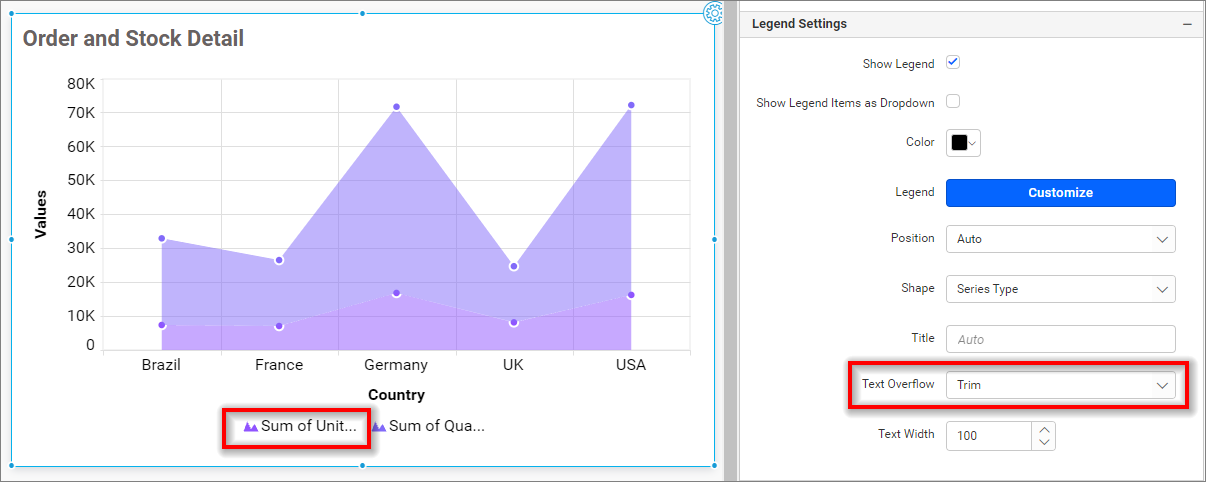 Order and Stock Detail
80K
70K
60K
50K
40K
30K
20K
10K
0
Values
Brazil France Germany UK USA
Country
Sum of Unit... Sum of Qua...
Legend Settings
Show Legend
Show Legend Items as Dropdown
Color
Legend Customize
Position Auto
Shape Series Type
Title Auto
Text Overflow Trim
Text Width 100